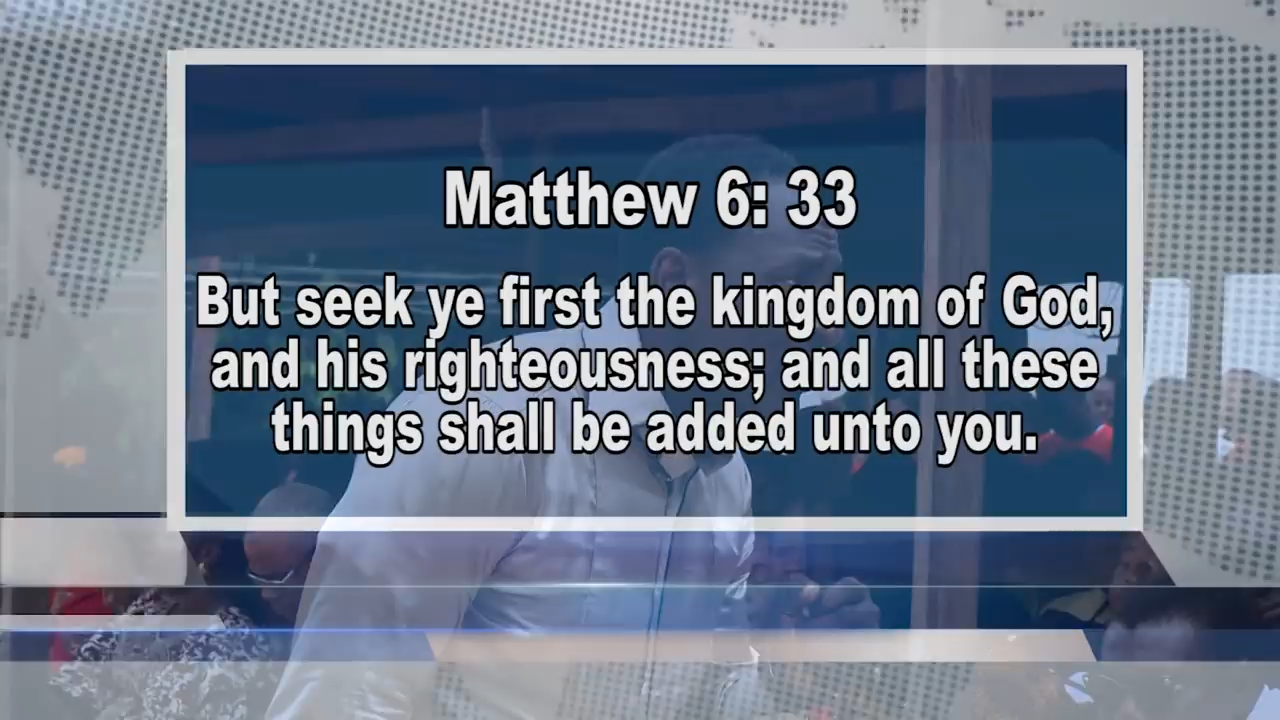 Matthew 6: 33
But seek ye first the kingdom of God,
and his righteousness; and all these
things shall be added unto you.